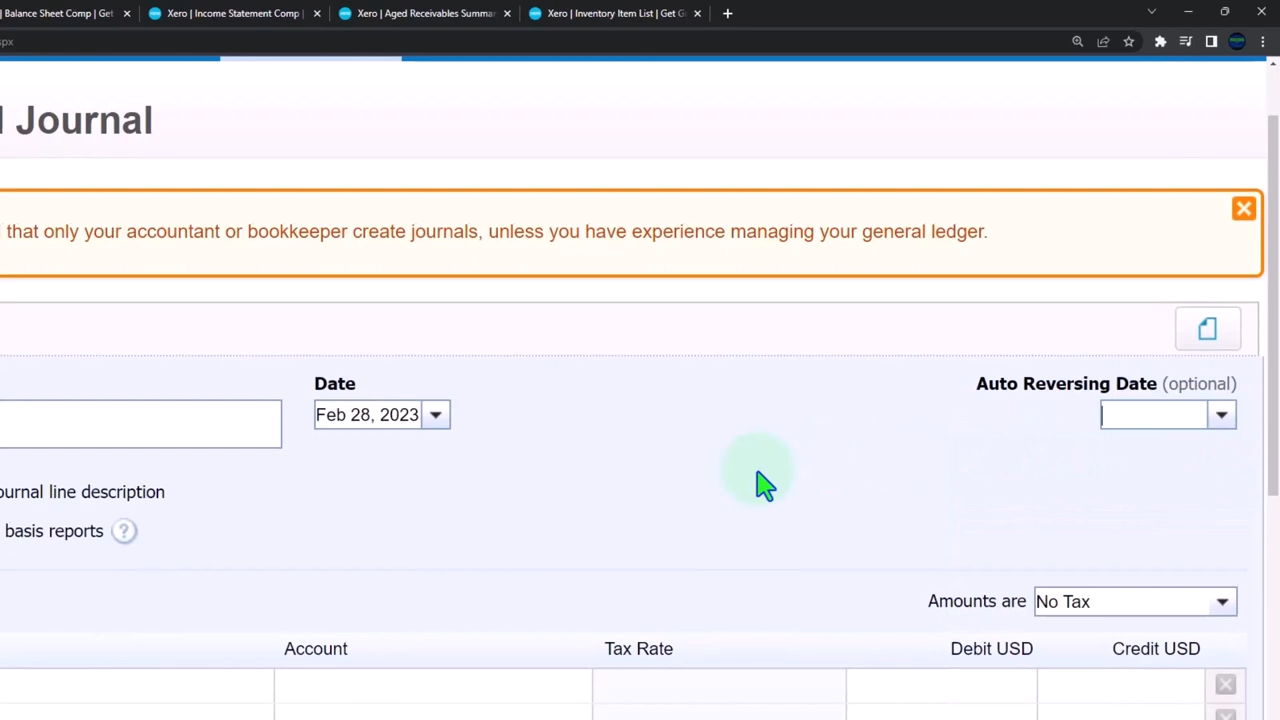 | Balance Sheet Comp | Get
Xero | Income Statement Comp |
Xero | Aged Receivables Summar
Xero | Inventory Item List | Get G
spx
l Journal
that only your accountant or bookkeeper create journals, unless you have experience managing your general ledger.
Date
Auto Reversing Date (optional)
Feb 28, 2023
ournal line description
basis reports ?
Amounts are No Tax
Account Tax Rate Debit USD Credit USD